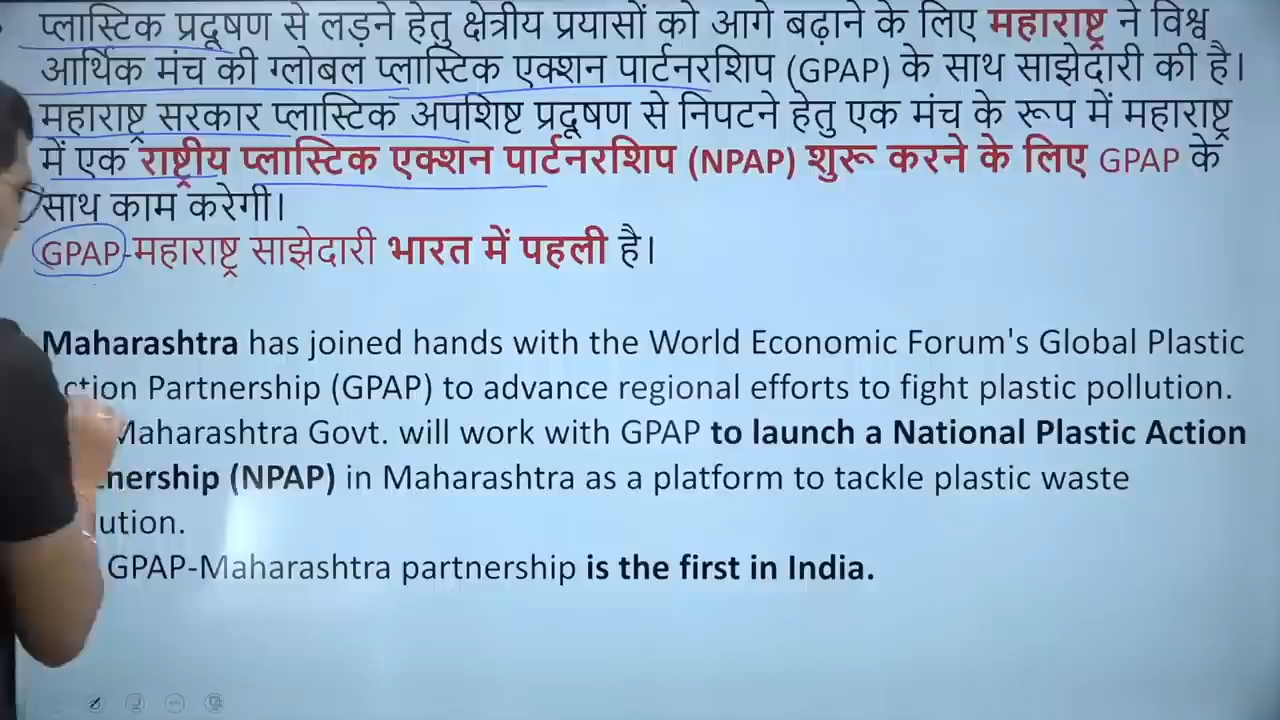 प्लास्टिक प्रदूषण से लड़ने हेतु क्षेत्रीय प्रयासों को आगे बढ़ाने के लिए महाराष्ट्र ने विश्व
आर्थिक मंच की ग्लोबल प्लास्टिक एक्शन पार्टनरशिप (GPAP) के साथ साझेदारी की है।
महाराष्ट्र सरकार प्लास्टिक अपशिष्ट प्रदूषण से निपटने हेतु एक मंच के रूप में महाराष्ट्र
में एक राष्ट्रीय प्लास्टिक एक्शन पार्टनरशिप (NPAP) शुरू करने के लिए GPAP के
साथ काम करेगी।
GPAP-महाराष्ट्र साझेदारी भारत में पहली है।
Maharashtra has joined hands with the World Economic Forum's Global Plastic
Partnership (GPAP) to advance regional efforts to fight plastic pollution.
Maharashtra Govt. will work with GPAP to launch a National Plastic Action
(NPAP) in Maharashtra as a platform to tackle plastic waste
GPAP-Maharashtra partnership is the first in India.